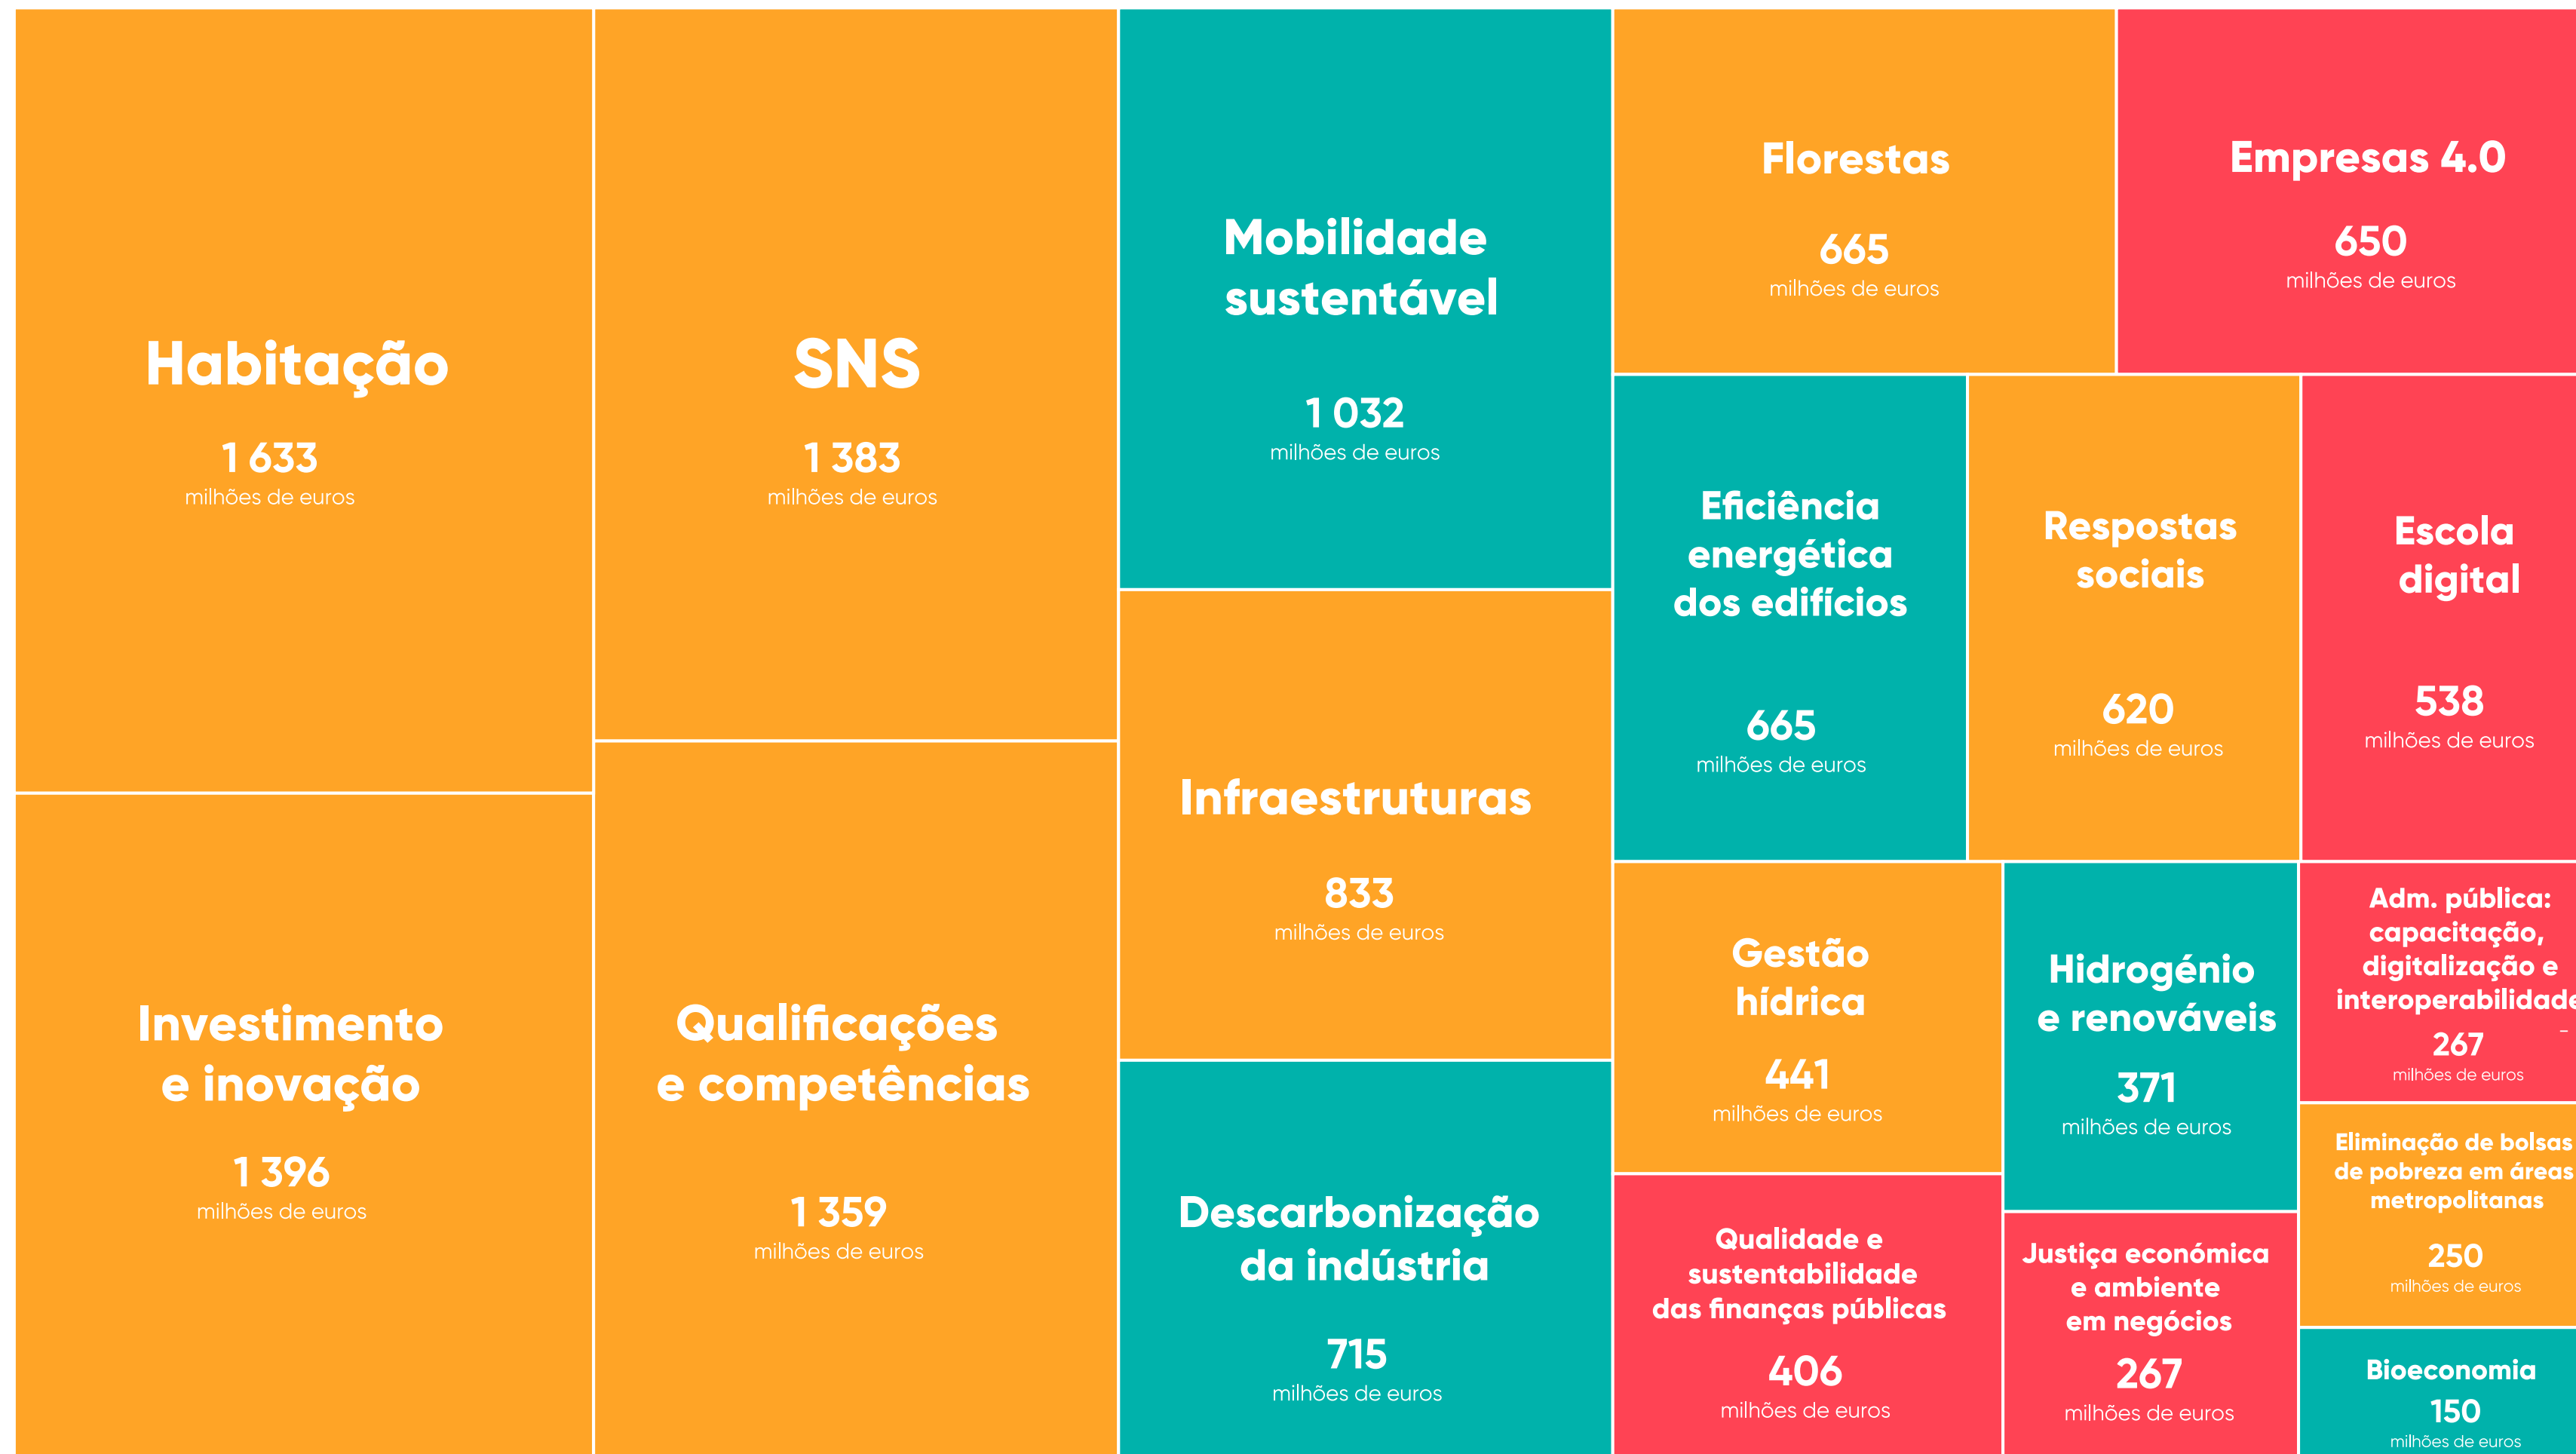 Habitação
1 633
milhões de euros
Investimento
e inovação
1 396
milhões de euros
SNS
1 383
milhões de euros
Qualificações
e competências
1 359
milhões de euros
Mobilidade
sustentável
1 032
milhões de euros
Infraestruturas
833
milhões de euros
Descarbonização
da indústria
715
milhões de euros
Florestas
665
milhões de euros
Empresas 4.0
650
milhões de euros
Eficiência
energética
dos edifícios
665
milhões de euros
Respostas
sociais
620
milhões de euros
Escola
digital
538
milhões de euros
Gestão
hídrica
441
milhões de euros
Qualidade e
sustentabilidade
das finanças públicas
406
milhões de euros
Hidrogénio
e renováveis
371
milhões de euros
Justiça económica
e ambiente
em negócios
267
milhões de euros
Adm. pública:
capacitação,
digitalização e
interoperabilidade
267
milhões de euros
Eliminação de bolsas
de pobreza em áreas
metropolitanas
250
milhões de euros
Bioeconomia
150
milhões de euros